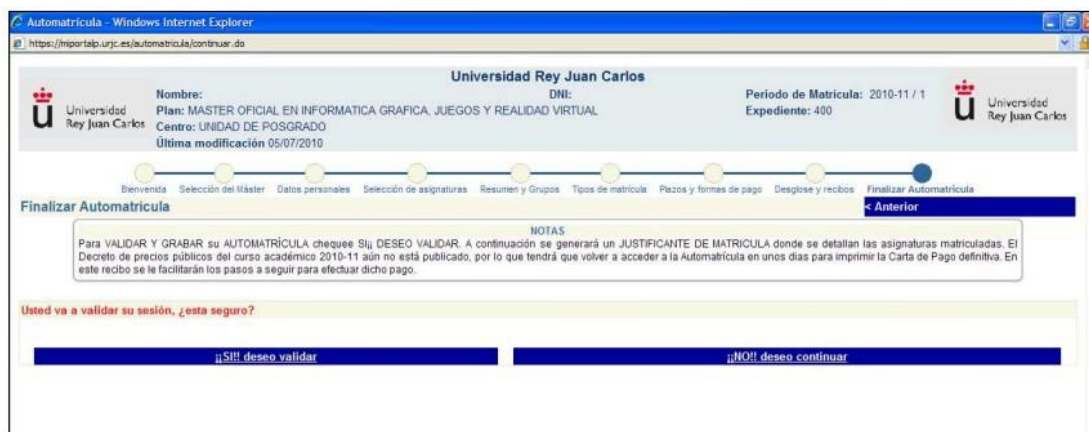 Automatrícula - Windows Internet Explorer
https://miportalp.urjc.es/automatricula/continuar.do
Universidad Rey Juan Carlos
Nombre: DNI: Periodo de Matricula: 2010-11 / 1
Plan: MASTER OFICIAL EN INFORMATICA GRAFICA, JUEGOS Y REALIDAD VIRTUAL Expediente: 400
Centro: UNIDAD DE POSGRADO
Última modificación 05/07/2010
Universidad
Rey Juan Carlos
Universidad
Rey Juan Carlos
Bienvenida Selección del Máster Datos personales Selección de asignaturas Resumen y Grupos Tipos de matrícula Plazos y formas de pago Desglose y recibos Finalizar Automatrícula
Finalizar Automatricula
< Anterior
NOTAS
Para VALIDAR Y GRABAR su AUTOMATRÍCULA chequee SI¡¡ DESEO VALIDAR. A continuación se generará un JUSTIFICANTE DE MATRICULA donde se detallan las asignaturas matriculadas. El
Decreto de precios públicos del curso académico 2010-11 aún no está publicado, por lo que tendrá que volver a acceder a la Automatrícula en unos dias para imprimir la Carta de Pago definitiva. En
este recibo se le facilitarán los pasos a seguir para efectuar dicho pago.
Usted va a validar su sesión, ¿esta seguro?
¡¡SI!! deseo validar
¡¡NO!! deseo continuar